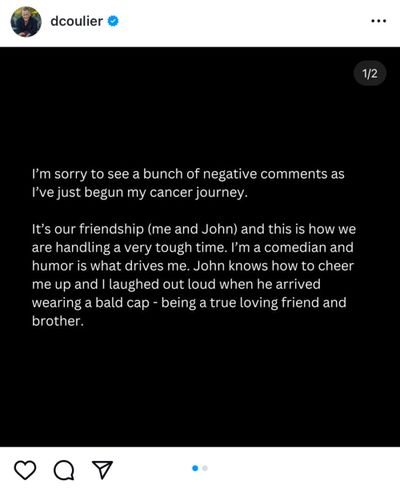 dcoulier
1/2
I'm sorry to see a bunch of negative comments as
I've just begun my cancer journey.
It's our friendship (me and John) and this is how we
are handling a very tough time. I'm a comedian and
humor is what drives me. John knows how to cheer
me up and I laughed out loud when he arrived
wearing a bald cap - being a true loving friend and
brother.